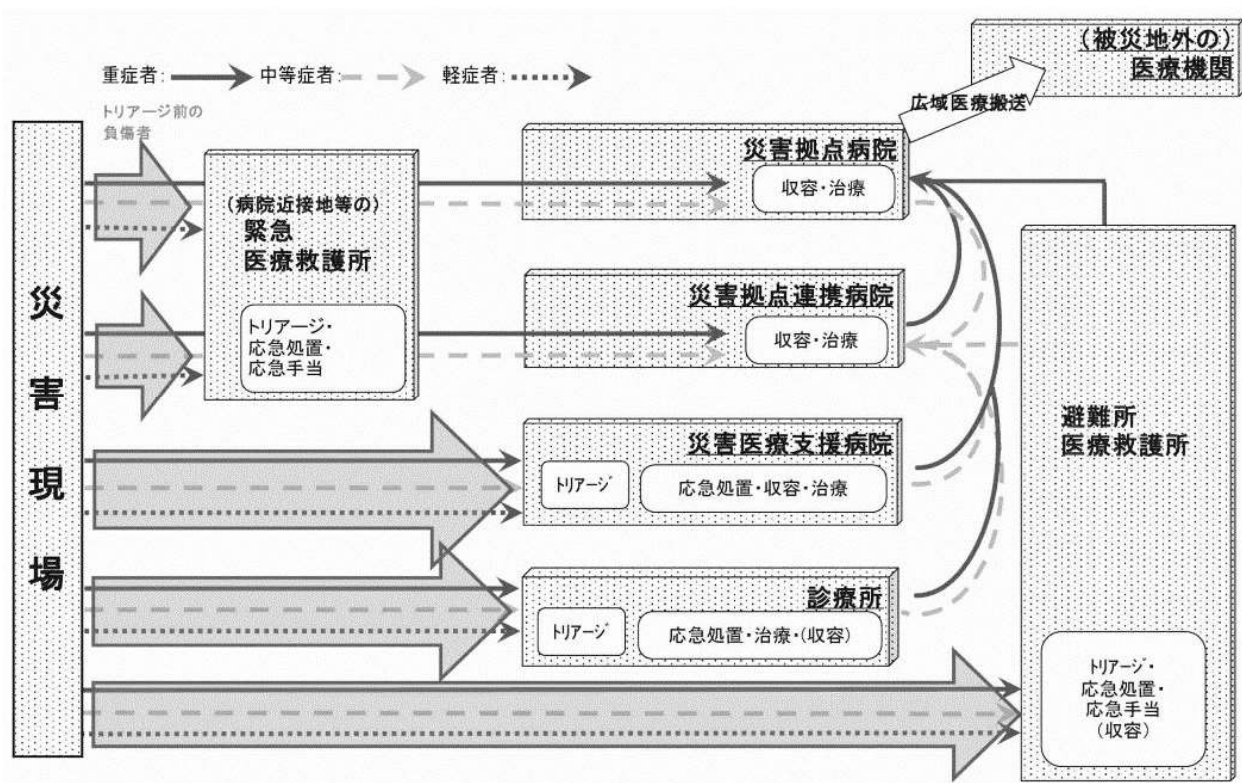 (被災地外の)
医療機関
重症者:
中等症者:
軽症者:
広域医療搬送
トリアージ前の
負傷者
災害現場
(病院近接地等の)
緊急
医療救護所
トリアージ・
応急処置・
応急手当
災害拠点病院
収容・治療
災害拠点連携病院
収容・治療
災害医療支援病院
トリアージ
応急処置・収容・治療
診療所
トリアージ
応急処置・治療・(収容)
避難所
医療救護所
トリアージ・
応急処置・
応急手当
(収容)